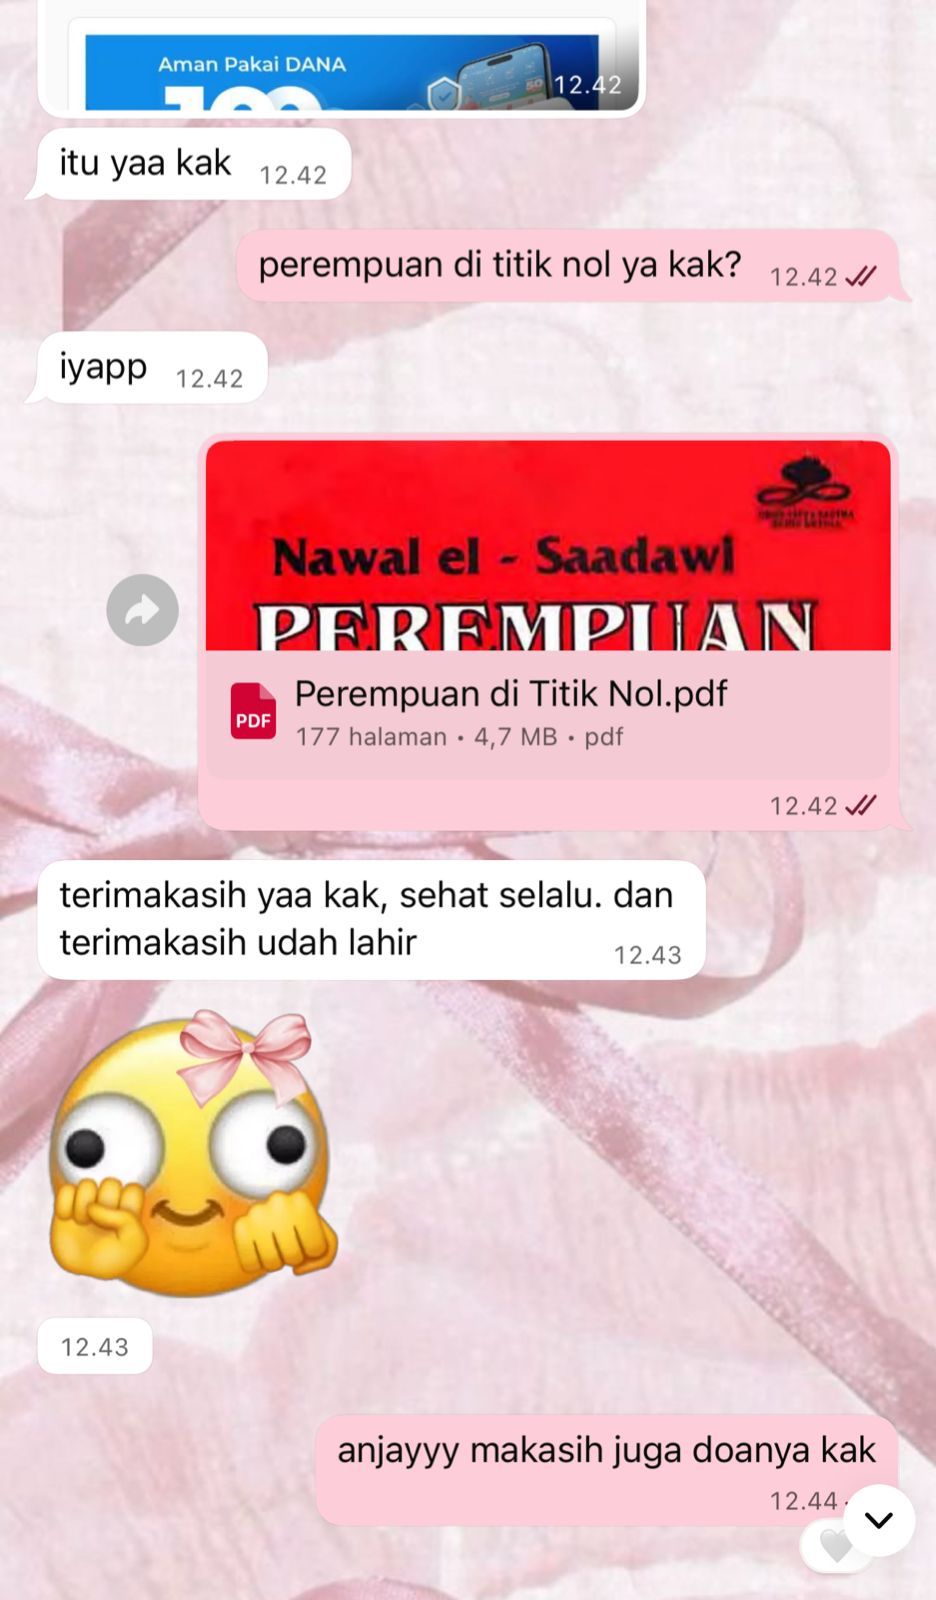 Aman Pakai DANA
12.42
itu yaa kak 12.42
perempuan di titik nol ya kak? 12.42
iyapp 12.42
Nawal el - Saadawi
PEREMPUAN
PDF
Perempuan di Titik Nol.pdf
177 halaman • 4,7 MB • pdf
12.42
terimakasih yaa kak, sehat selalu. dan
terimakasih udah lahir 12.43
12.43
anjayyy makasih juga doanya kak
12.44